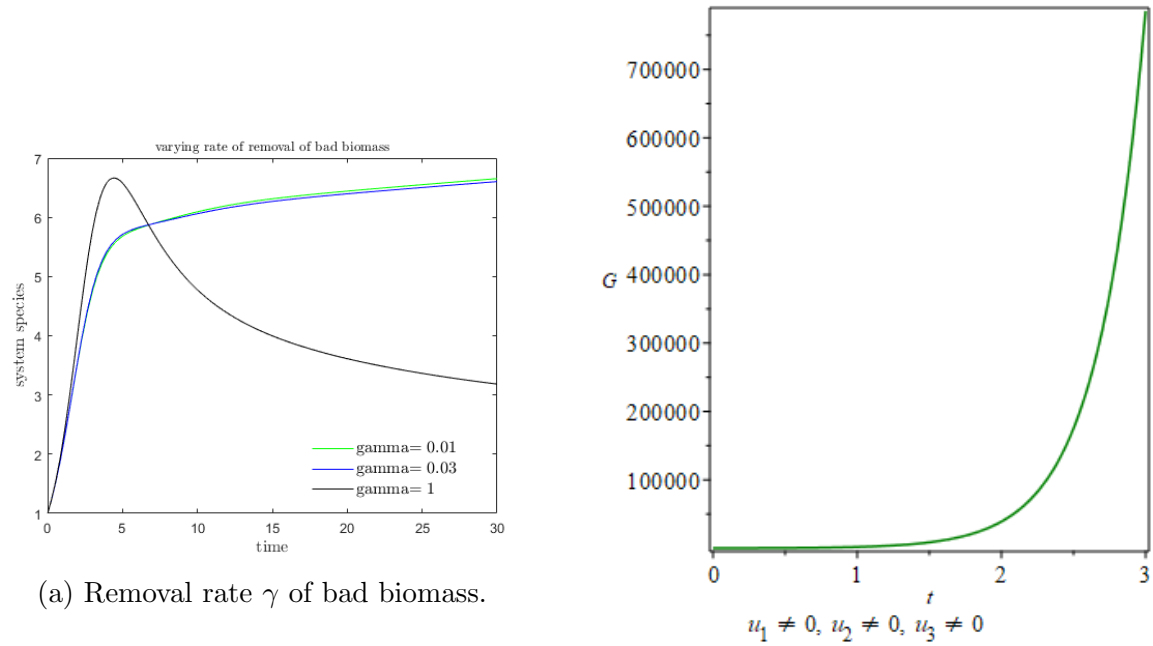 varying rate of removal of bad biomass
7
6
5
4
3
2
1
system species
gamma= 0.01
gamma= 0.03
gamma= 1
0 5 10 15 20 25 30
time
(a) Removal rate γ of bad biomass.
700000
600000
500000
G 400000
300000
200000
100000
0 1 2 3
t
u₁ ≠ 0, u₂ ≠ 0, u₃ ≠ 0